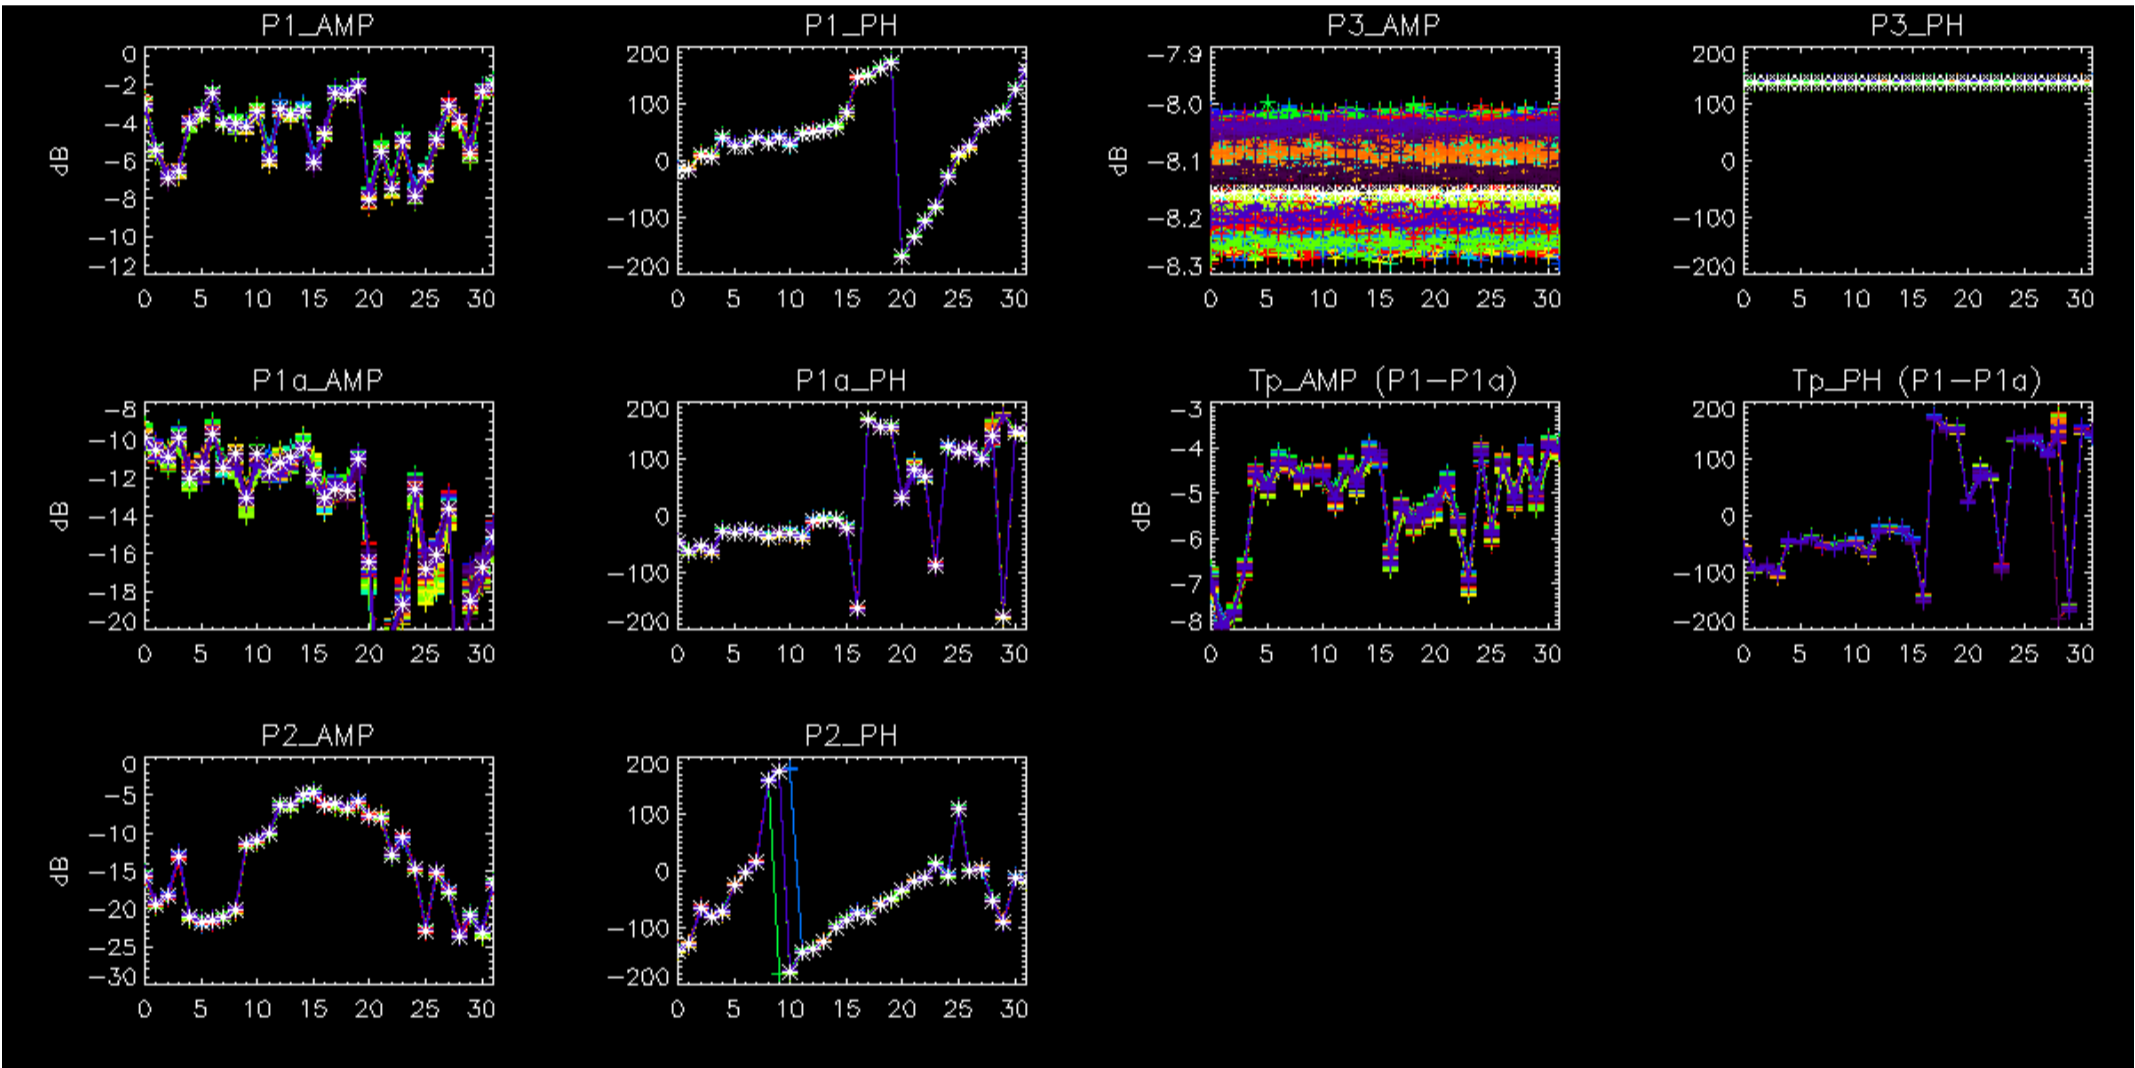 P1_AMP
P1_PH
P3_AMP
P3_PH
0
−2
−4
−6
−8
−10
−12
dB
0 5 10 15 20 25 30
200
100
0
−100
−200
0 5 10 15 20 25 30
−7.9
−8.0
−8.1
−8.2
−8.3
dB
0 5 10 15 20 25 30
200
100
0
−100
−200
0 5 10 15 20 25 30
P1a_AMP
P1a_PH
Tp_AMP (P1−P1a)
Tp_PH (P1−P1a)
−8
−10
−12
−14
−16
−18
−20
dB
0 5 10 15 20 25 30
200
100
0
−100
−200
0 5 10 15 20 25 30
−3
−4
−5
−6
−7
−8
dB
0 5 10 15 20 25 30
200
100
0
−100
−200
0 5 10 15 20 25 30
P2_AMP
P2_PH
0
−5
−10
−15
−20
−25
−30
dB
0 5 10 15 20 25 30
200
100
0
−100
−200
0 5 10 15 20 25 30